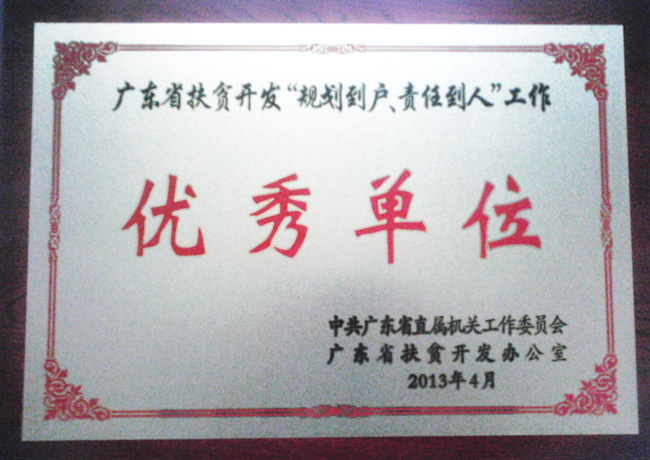 广东省扶贫开发“规划到户、责任到人”工作
优秀单位
中共广东省直属机关工作委员会
广东省扶贫开发办公室
2013年4月